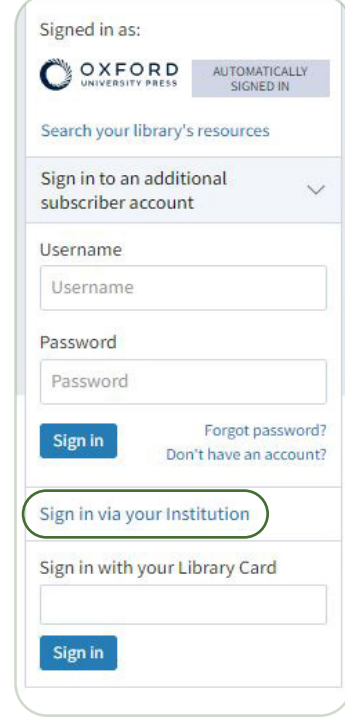 Signed in as:
OXFORD
UNIVERSITY PRESS
AUTOMATICALLY
SIGNED IN
Search your library's resources
Sign in to an additional
subscriber account
Username
Username
Password
Password
Sign in
Forgot password?
Don't have an account?
Sign in via your Institution
Sign in with your Library Card
Sign in